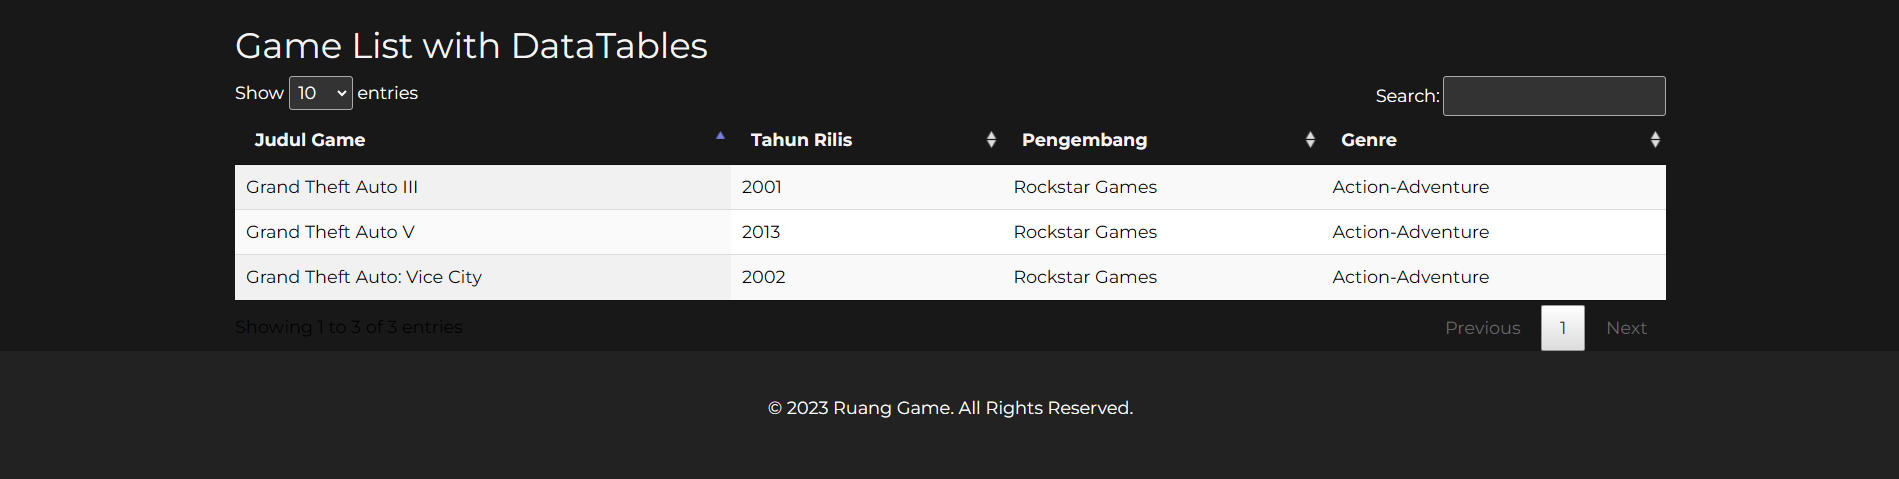 Game List with DataTables
Show 10 entries
Search:
Judul Game Tahun Rilis Pengembang Genre
Grand Theft Auto III 2001 Rockstar Games Action-Adventure
Grand Theft Auto V 2013 Rockstar Games Action-Adventure
Grand Theft Auto: Vice City 2002 Rockstar Games Action-Adventure
Showing 1 to 3 of 3 entries
Previous 1 Next
© 2023 Ruang Game. All Rights Reserved.